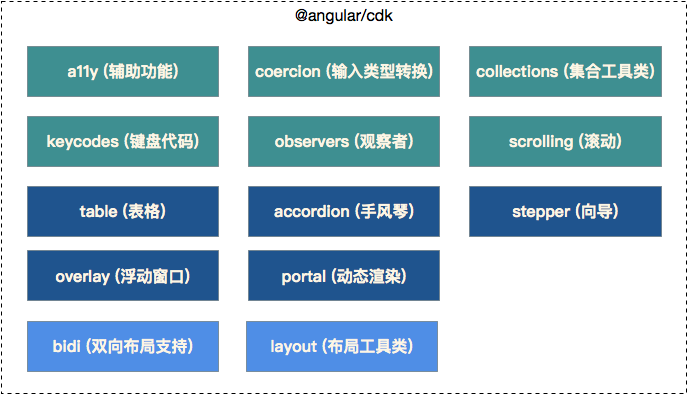 @angular/cdk
a11y (辅助功能)
coercion (输入类型转换)
collections (集合工具类)
keycodes (键盘代码)
observers (观察者)
scrolling (滚动)
table (表格)
accordion (手风琴)
stepper (向导)
overlay (浮动窗口)
portal (动态渲染)
bidi (双向布局支持)
layout (布局工具类)